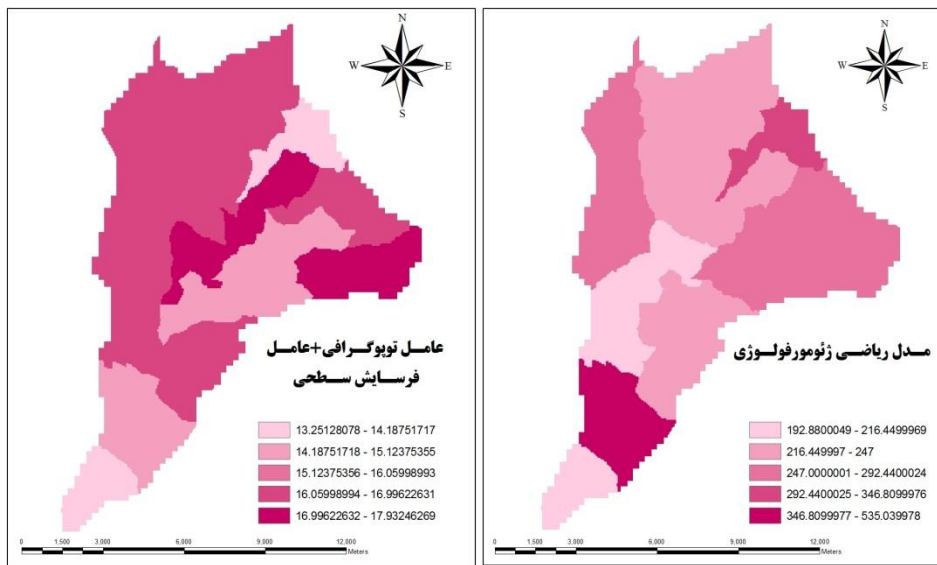 N
W E
S
عامل توپوگرافی+عامل
فرسایش سطحی
13.25128078 - 14.18751717
14.18751718 - 15.12375355
15.12375356 - 16.05998993
16.05998994 - 16.99622631
16.99622632 - 17.93246269
0 1,500 3,000 6,000 9,000 12,000
Meters
N
W E
S
مدل ریاضی ژئومورفولوژی
192.8800049 - 216.4499969
216.449997 - 247
247.0000001 - 292.4400024
292.4400025 - 346.8099976
346.8099977 - 535.039978
0 1,500 3,000 6,000 9,000 12,000
Meters